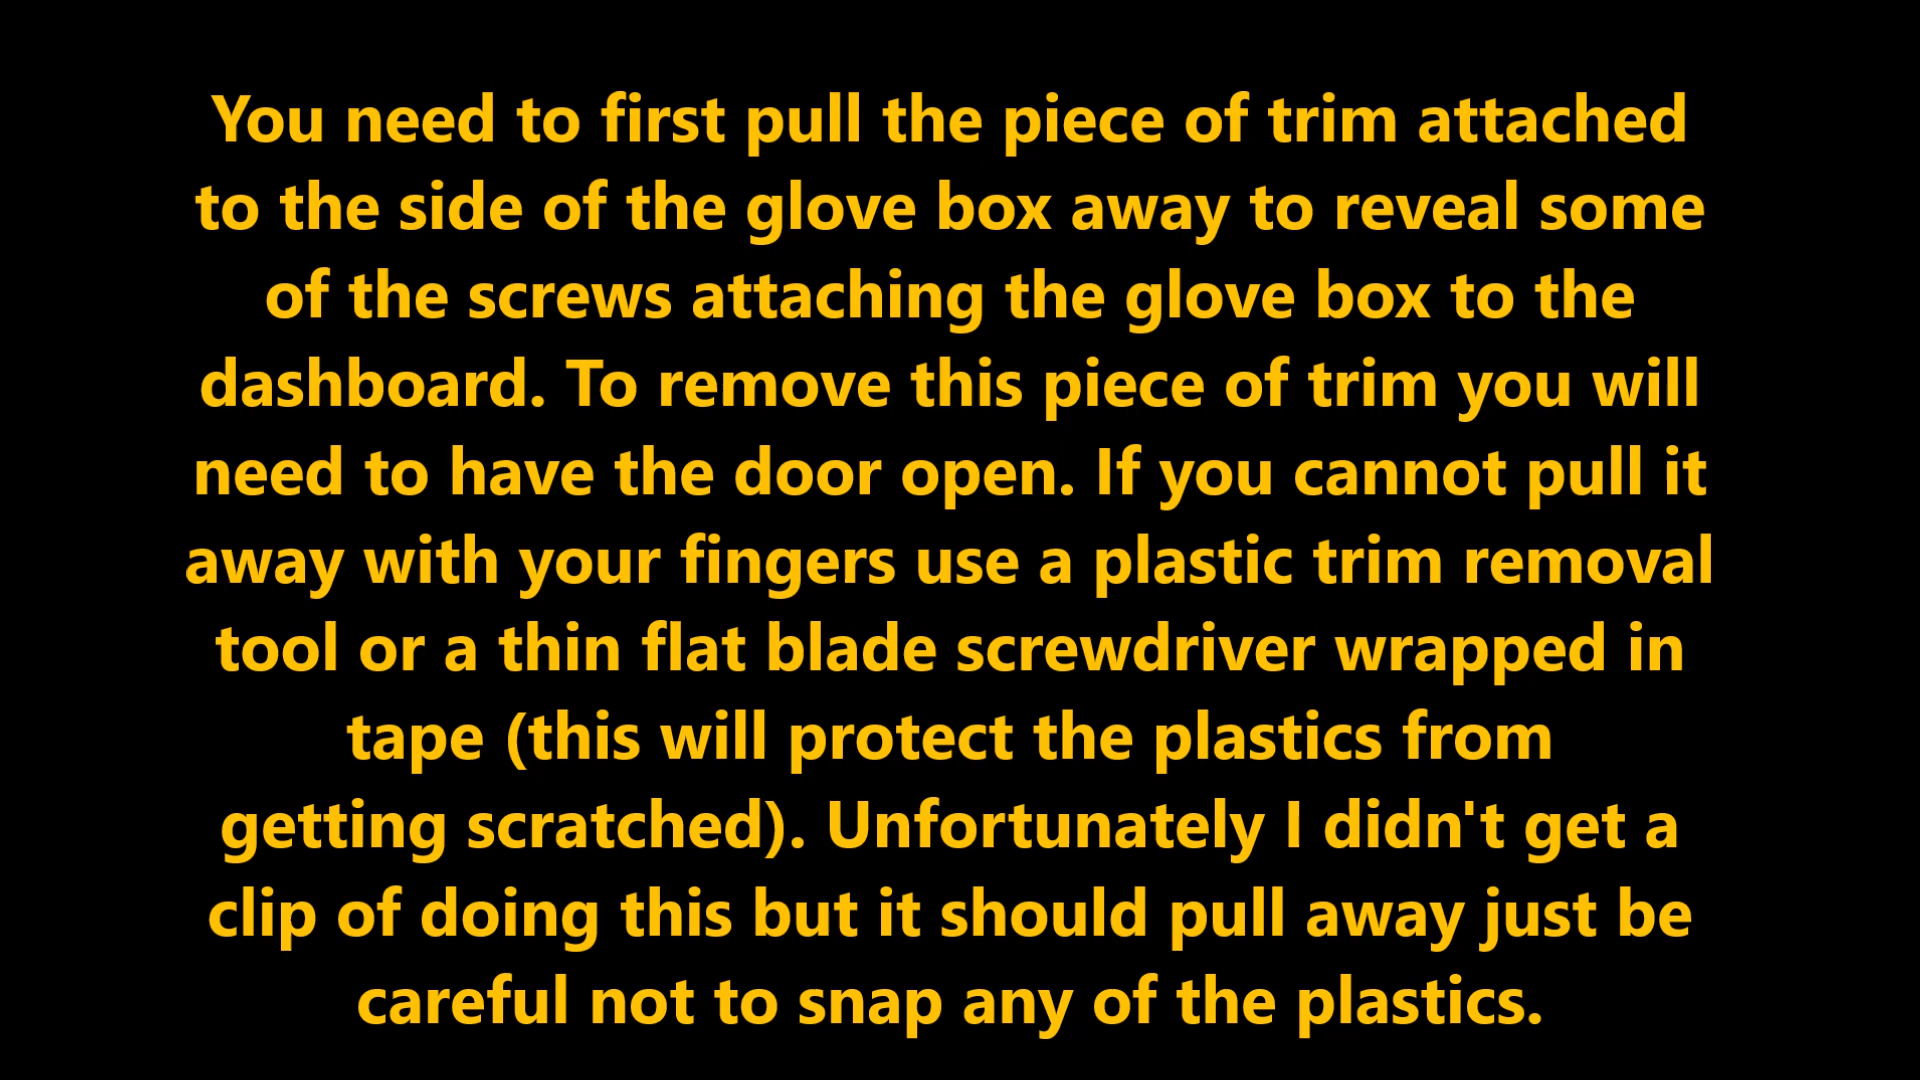 You need to first pull the piece of trim attached
to the side of the glove box away to reveal some
of the screws attaching the glove box to the
dashboard. To remove this piece of trim you will
need to have the door open. If you cannot pull it
away with your fingers use a plastic trim removal
tool or a thin flat blade screwdriver wrapped in
tape (this will protect the plastics from
getting scratched). Unfortunately I didn't get a
clip of doing this but it should pull away just be
careful not to snap any of the plastics.